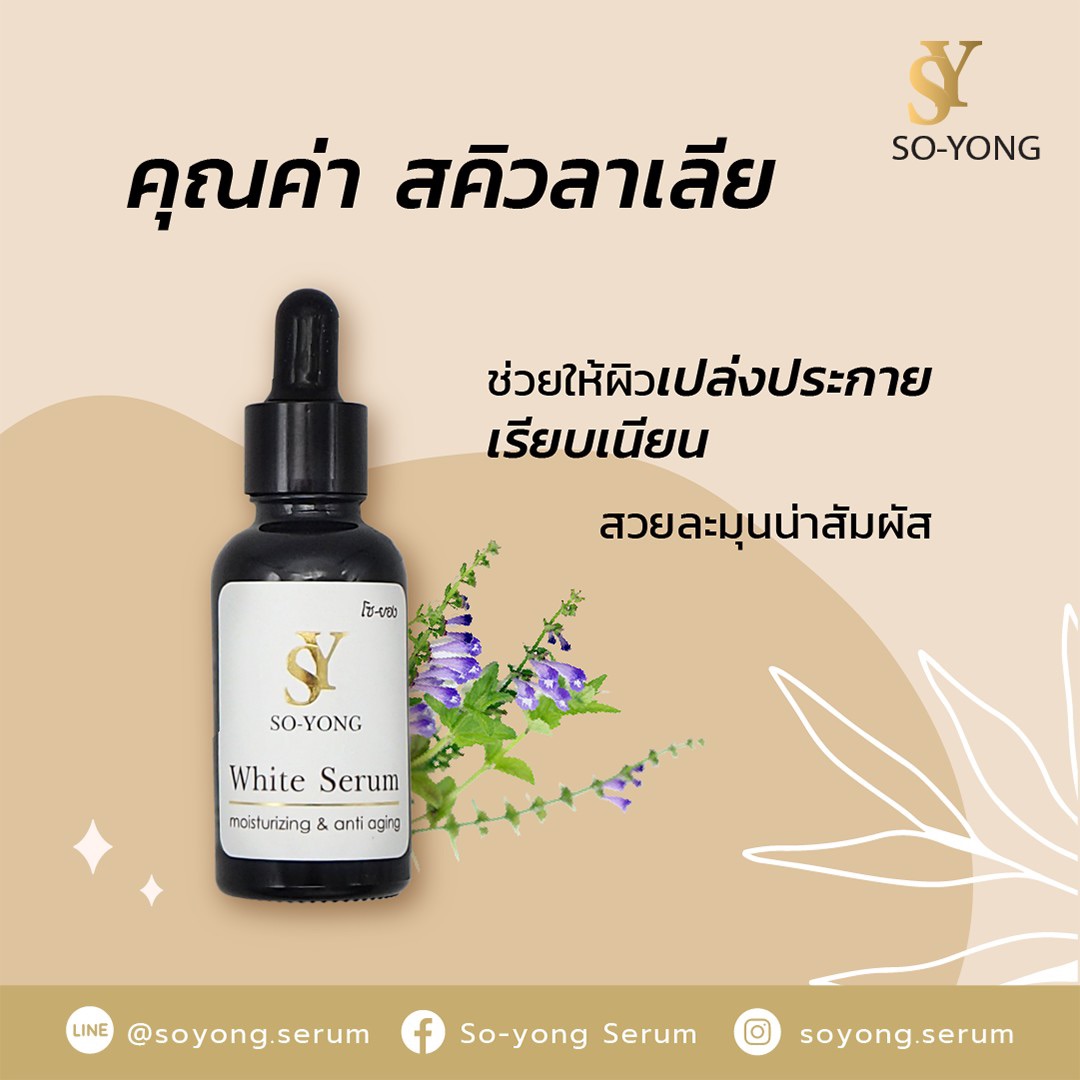 SY
SO-YONG
คุณค่า สคิวลาเลีย
ช่วยให้ผิวเปล่งประกาย
เรียบเนียน
สวยละมุนน่าสัมผัส
โซ-ยอง
SY
SO-YONG
White Serum
moisturizing & anti aging
LINE @soyong.serum
So-yong Serum
soyong.serum